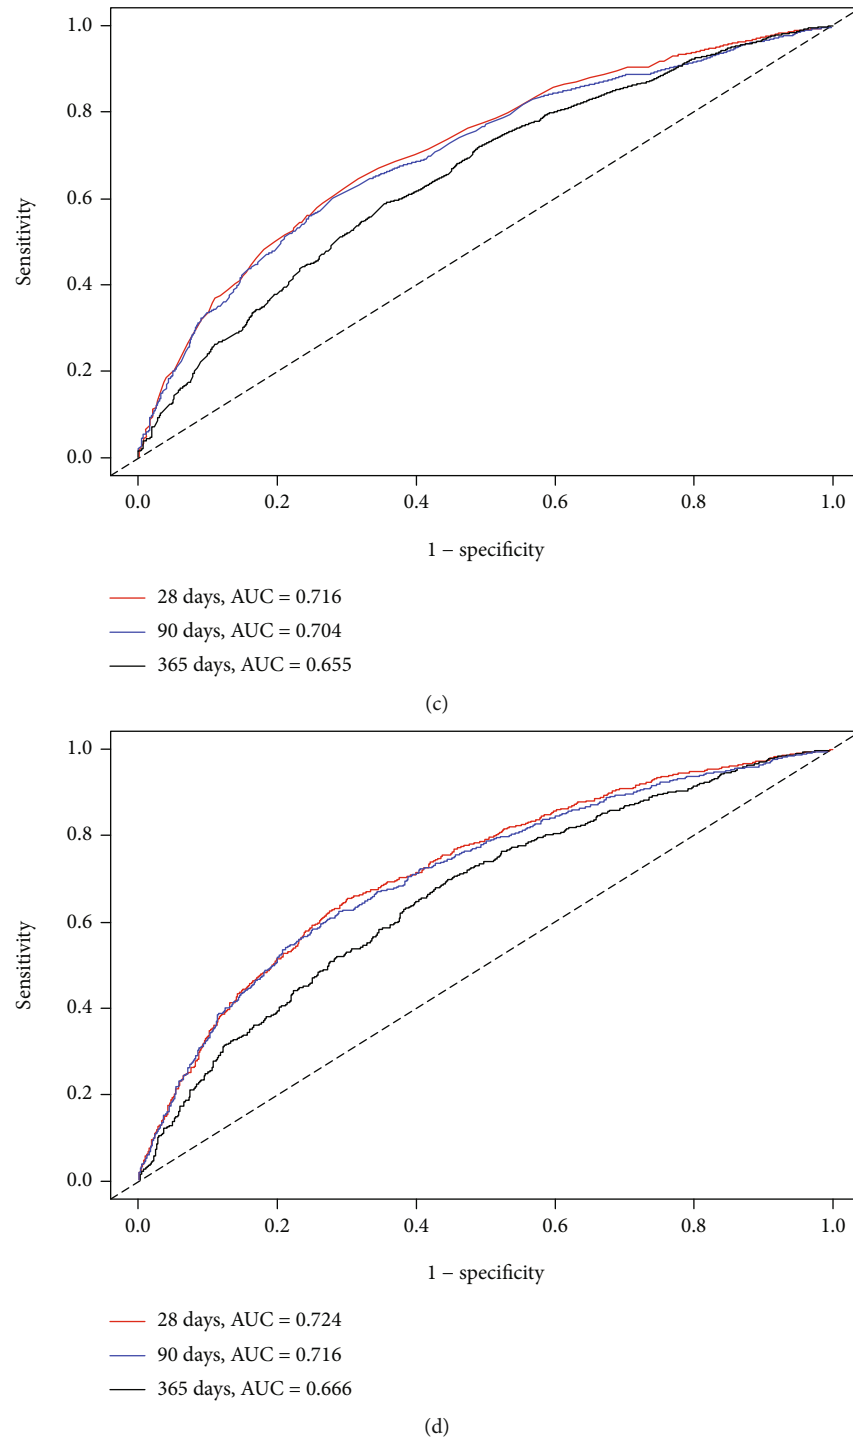 1.0
0.8
0.6
0.4
0.2
0.0
Sensitivity
0.0 0.2 0.4 0.6 0.8 1.0
1 − specificity
28 days, AUC = 0.716
90 days, AUC = 0.704
365 days, AUC = 0.655
(c)
1.0
0.8
0.6
0.4
0.2
0.0
Sensitivity
0.0 0.2 0.4 0.6 0.8 1.0
1 − specificity
28 days, AUC = 0.724
90 days, AUC = 0.716
365 days, AUC = 0.666
(d)